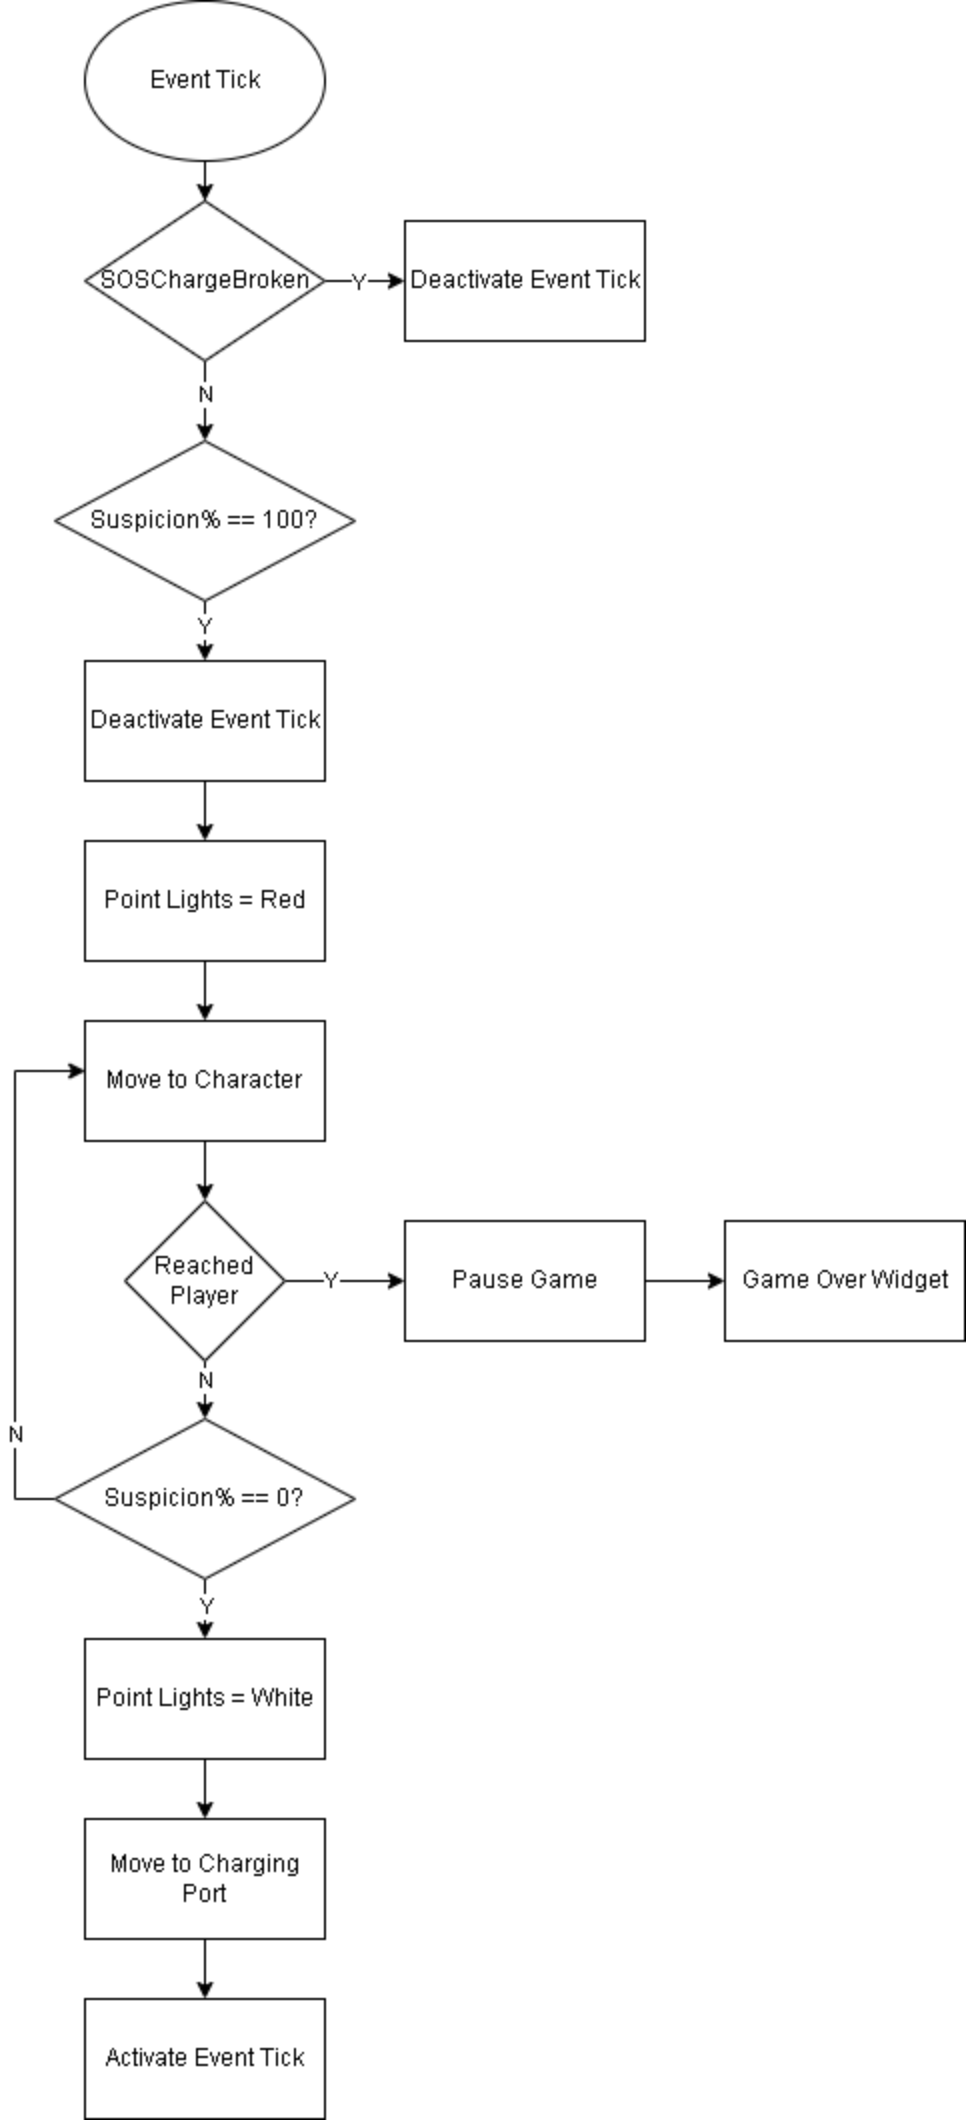 Event Tick
SOSChargeBroken
Y
Deactivate Event Tick
N
Suspicion% == 100?
Y
Deactivate Event Tick
Point Lights = Red
Move to Character
Reached
Player
Y
Pause Game
Game Over Widget
N
N
Suspicion% == 0?
Y
Point Lights = White
Move to Charging
Port
Activate Event Tick